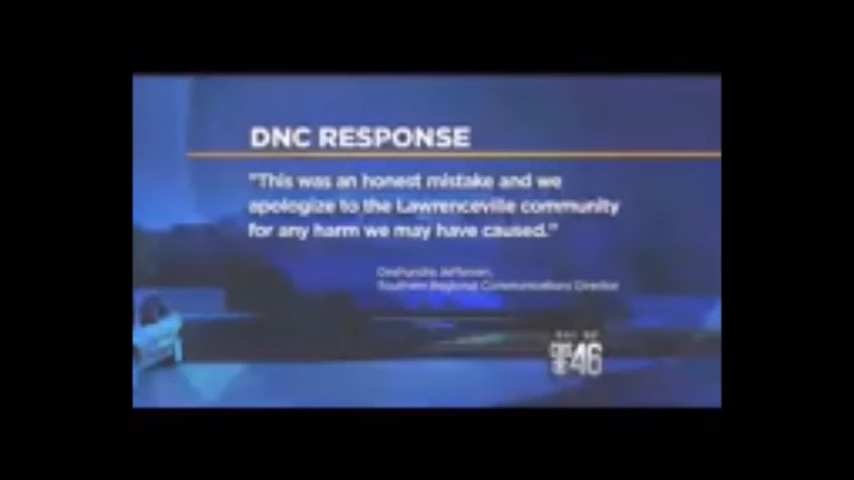 DNC RESPONSE
"This was an honest mistake and we
apologize to the Lawrenceville community
for any harm we may have caused."
Jefferson,
Southern Regional Communications Director
46